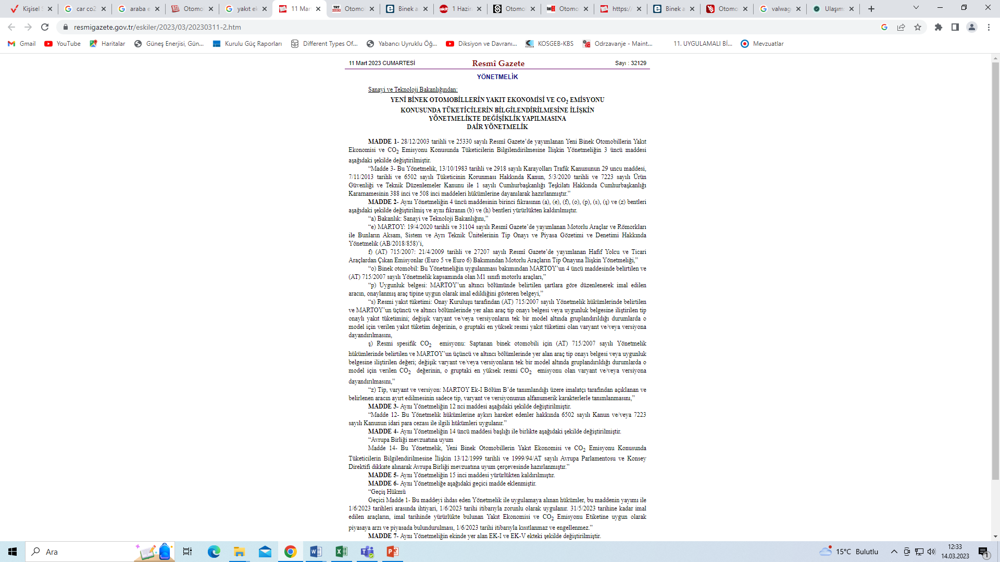 Kişisel S
car co2
araba e
Otomo
yakıt ek
11 Mar
Otomo
Binek a
1 Hazir
Otomo
Otomo
https:/
Binek a
Otomo
valwag
Ulaşım
resmigazete.gov.tr/eskiler/2023/03/20230311-2.htm
Gmail
YouTube
Haritalar
Güneş Enerjisi, Gün...
Kurulu Güç Raporları
Different Types Of...
Yabancı Uyruklu Öğ...
Diksiyon ve Davranı...
KOSGEB-KBS
Odrzavanje - Maint...
11. UYGULAMALI Bİ...
Mevzuatlar
11 Mart 2023 CUMARTESİ Resmî Gazete Sayı : 32129
YÖNETMELİK
Sanayi ve Teknoloji Bakanlığından:
YENİ BİNEK OTOMOBİLLERİN YAKIT EKONOMİSİ VE CO2 EMİSYONU
KONUSUNDA TÜKETİCİLERİN BİLGİLENDİRİLMESİNE İLİŞKİN
YÖNETMELİKTE DEĞİŞİKLİK YAPILMASINA
DAİR YÖNETMELİK
MADDE 1- 28/12/2003 tarihli ve 25330 sayılı Resmî Gazete’de yayımlanan Yeni Binek Otomobillerin Yakıt
Ekonomisi ve CO2 Emisyonu Konusunda Tüketicilerin Bilgilendirilmesine İlişkin Yönetmeliğin 3 üncü maddesi
aşağıdaki şekilde değiştirilmiştir.
“Madde 3- Bu Yönetmelik, 13/10/1983 tarihli ve 2918 sayılı Karayolları Trafik Kanununun 29 uncu maddesi,
7/11/2013 tarihli ve 6502 sayılı Tüketicinin Korunması Hakkında Kanun, 5/3/2020 tarihli ve 7223 sayılı Ürün
Güvenliği ve Teknik Düzenlemeler Kanunu ile 1 sayılı Cumhurbaşkanlığı Teşkilatı Hakkında Cumhurbaşkanlığı
Kararnamesinin 388 inci ve 508 inci maddeleri hükümlerine dayanılarak hazırlanmıştır.”
MADDE 2- Aynı Yönetmeliğin 4 üncü maddesinin birinci fıkrasının (a), (e), (f), (o), (p), (s), (ş) ve (z) bentleri
aşağıdaki şekilde değiştirilmiş ve aynı fıkranın (b) ve (h) bentleri yürürlükten kaldırılmıştır.
“a) Bakanlık: Sanayi ve Teknoloji Bakanlığını,”
“e) MARTOY: 19/4/2020 tarihli ve 31104 sayılı Resmî Gazete’de yayımlanan Motorlu Araçlar ve Römorkları
ile Bunların Aksam, Sistem ve Ayrı Teknik Ünitelerinin Tip Onayı ve Piyasa Gözetimi ve Denetimi Hakkında
Yönetmelik (AB/2018/858)’i,
f) (AT) 715/2007: 21/4/2009 tarihli ve 27207 sayılı Resmî Gazete’de yayımlanan Hafif Yolcu ve Ticari
Araçlardan Çıkan Emisyonlar (Euro 5 ve Euro 6) Bakımından Motorlu Araçların Tip Onayına İlişkin Yönetmeliği,”
“o) Binek otomobil: Bu Yönetmeliğin uygulanması bakımından MARTOY’un 4 üncü maddesinde belirtilen ve
(AT) 715/2007 sayılı Yönetmelik kapsamında olan M1 sınıfı motorlu araçları,”
“p) Uygunluk belgesi: MARTOY’un altıncı bölümünde belirtilen şartlara göre düzenlenerek imal edilen
aracın, onaylanmış araç tipine uygun olarak imal edildiğini gösteren belgeyi,”
“s) Resmi yakıt tüketimi: Onay Kuruluşu tarafından (AT) 715/2007 sayılı Yönetmelik hükümlerinde belirtilen
ve MARTOY’un üçüncü ve altıncı bölümlerinde yer alan araç tip onayı belgesi veya uygunluk belgesine iliştirilen tip
onaylı yakıt tüketimini; değişik varyant ve/veya versiyonların tek bir model altında gruplandırıldığı durumlarda o
model için verilen yakıt tüketim değerinin, o gruptaki en yüksek resmi yakıt tüketimi olan varyant ve/veya versiyona
dayandırılmasını,
ş) Resmi spesifik CO2 emisyonu: Saptanan binek otomobili için (AT) 715/2007 sayılı Yönetmelik
hükümlerinde belirtilen ve MARTOY’un üçüncü ve altıncı bölümlerinde yer alan araç tip onayı belgesi veya uygunluk
belgesine iliştirilen değeri; değişik varyant ve/veya versiyonların tek bir model altında gruplandırıldığı durumlarda o
model için verilen CO2 değerinin, o gruptaki en yüksek resmi CO2 emisyonu olan varyant ve/veya versiyona
dayandırılmasını,”
“z) Tip, varyant ve versiyon: MARTOY Ek-I Bölüm B’de tanımlandığı üzere imalatçı tarafından açıklanan ve
belirlenen aracın ayırt edilmesinin sadece tip, varyant ve versiyonunun alfanumerik karakterlerle tanımlanmasını,”
MADDE 3- Aynı Yönetmeliğin 12 nci maddesi aşağıdaki şekilde değiştirilmiştir.
“Madde 12- Bu Yönetmelik hükümlerine aykırı hareket edenler hakkında 6502 sayılı Kanun ve/veya 7223
sayılı Kanunun idari para cezası ile ilgili hükümleri uygulanır.”
MADDE 4- Aynı Yönetmeliğin 14 üncü maddesi başlığı ile birlikte aşağıdaki şekilde değiştirilmiştir.
“Avrupa Birliği mevzuatına uyum
Madde 14- Bu Yönetmelik, Yeni Binek Otomobillerin Yakıt Ekonomisi ve CO2 Emisyonu Konusunda
Tüketicilerin Bilgilendirilmesine İlişkin 13/12/1999 tarihli ve 1999/94/AT sayılı Avrupa Parlamentosu ve Konsey
Direktifi dikkate alınarak Avrupa Birliği mevzuatına uyum çerçevesinde hazırlanmıştır.”
MADDE 5- Aynı Yönetmeliğin 15 inci maddesi yürürlükten kaldırılmıştır.
MADDE 6- Aynı Yönetmeliğe aşağıdaki geçici madde eklenmiştir.
“Geçiş Hükmü
Geçici Madde 1- Bu maddeyi ihdas eden Yönetmelik ile uygulamaya alınan hükümler, bu maddenin yayımı ile
1/6/2023 tarihleri arasında ihtiyari, 1/6/2023 tarihi itibarıyla zorunlu olarak uygulanır. 31/5/2023 tarihine kadar imal
edilen araçların, imal tarihinde yürürlükte bulunan Yakıt Ekonomisi ve CO2 Emisyonu Etiketine uygun olarak
piyasaya arzı ve piyasada bulundurulması, 1/6/2023 tarihi itibarıyla kısıtlanmaz ve engellenmez.”
MADDE 7- Aynı Yönetmeliğin ekinde yer alan EK-I ve EK-V ekteki şekilde değiştirilmiştir.
Ara
15°C Bulutlu
12:33
14.03.2023
1